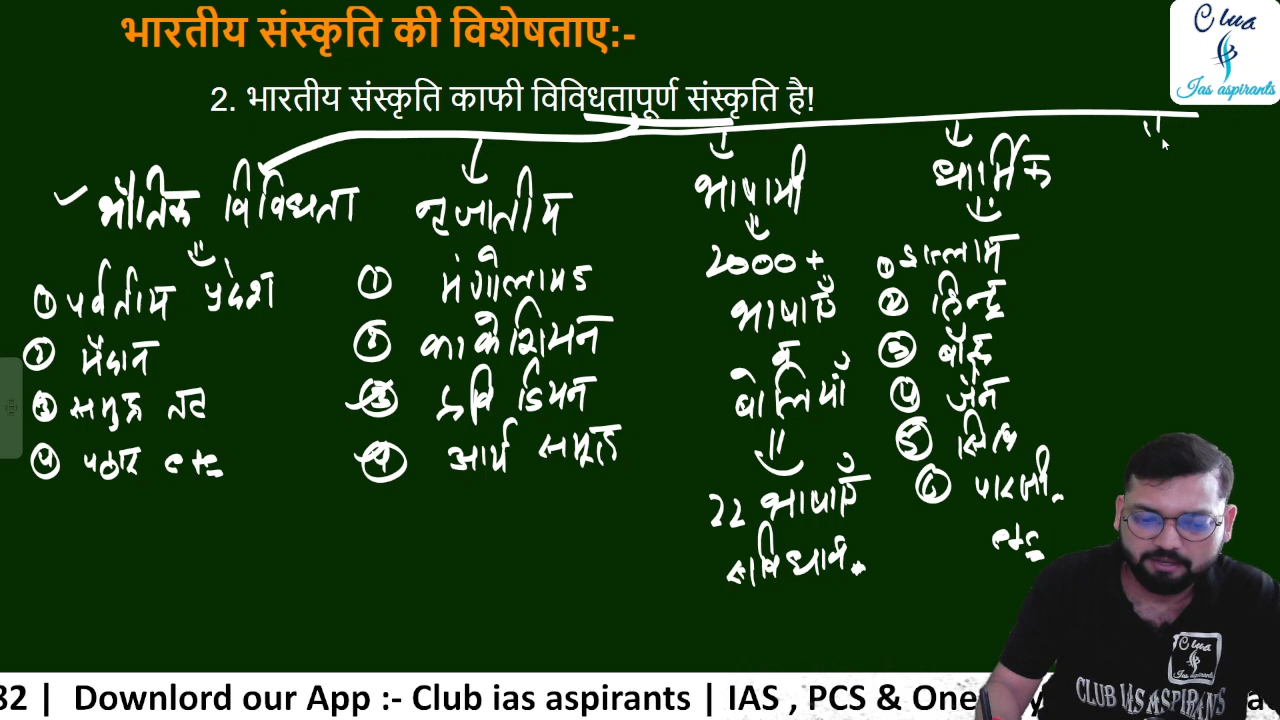 भारतीय संस्कृति की विशेषताए:-
2. भारतीय संस्कृति काफी विविधतापूर्ण संस्कृति है!
Clua
Ias aspirants
भौतिक विविधता
① पर्वतीय प्रदेश
② मैदान
③ समुद्र तट
④ पठार etc
नृजातीय
① मंगोलायड
② काकेशियन
③ द्रविडियन
④ आर्य समूह
भाषायी
2000+
भाषाएँ
व
बोलियाँ
22 भाषाएँ
धार्मिक
① इस्लाम
② हिन्दू
③ बौद्ध
④ जैन
⑤ सिख
⑥ पारसी.
etc
Clua
CLUB IAS ASPIRANTS
32 | Downlord our App :- Club ias aspirants | IAS , PCS & One